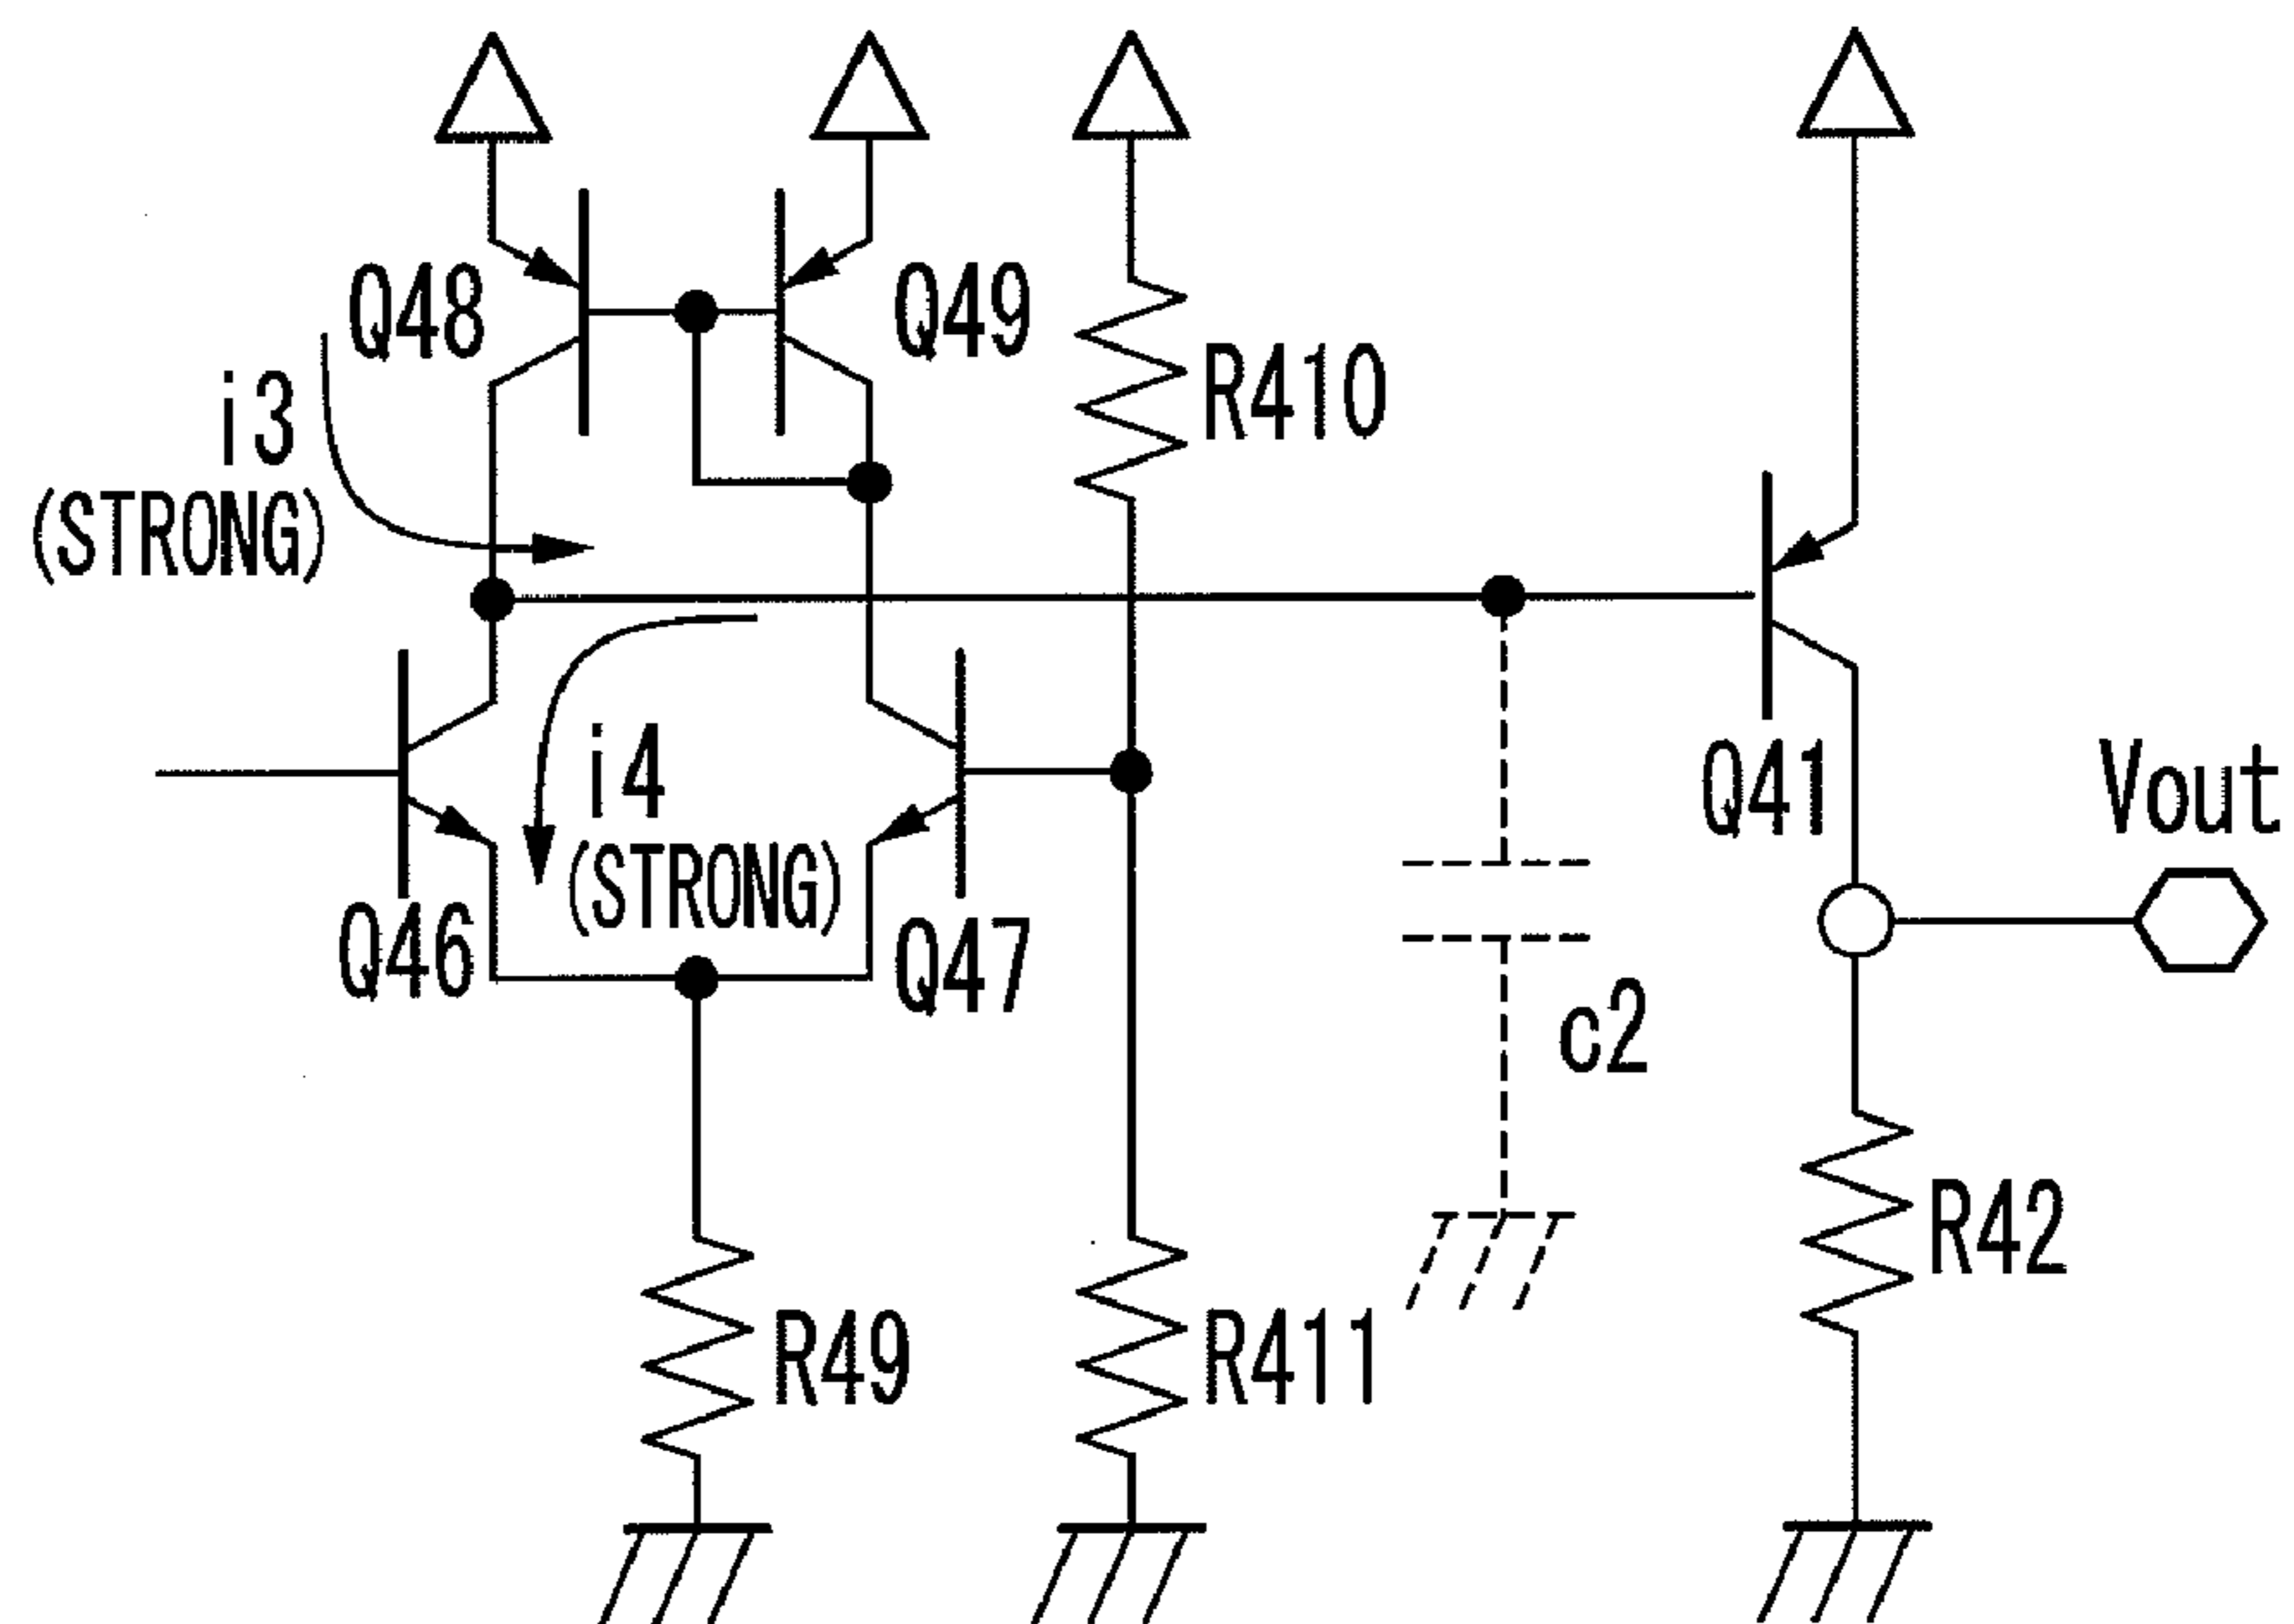 Q48
Q49
i3
(STRONG)
R410
i4
(STRONG)
Q46
Q47
Q41
Vout
c2
R42
R49
R411